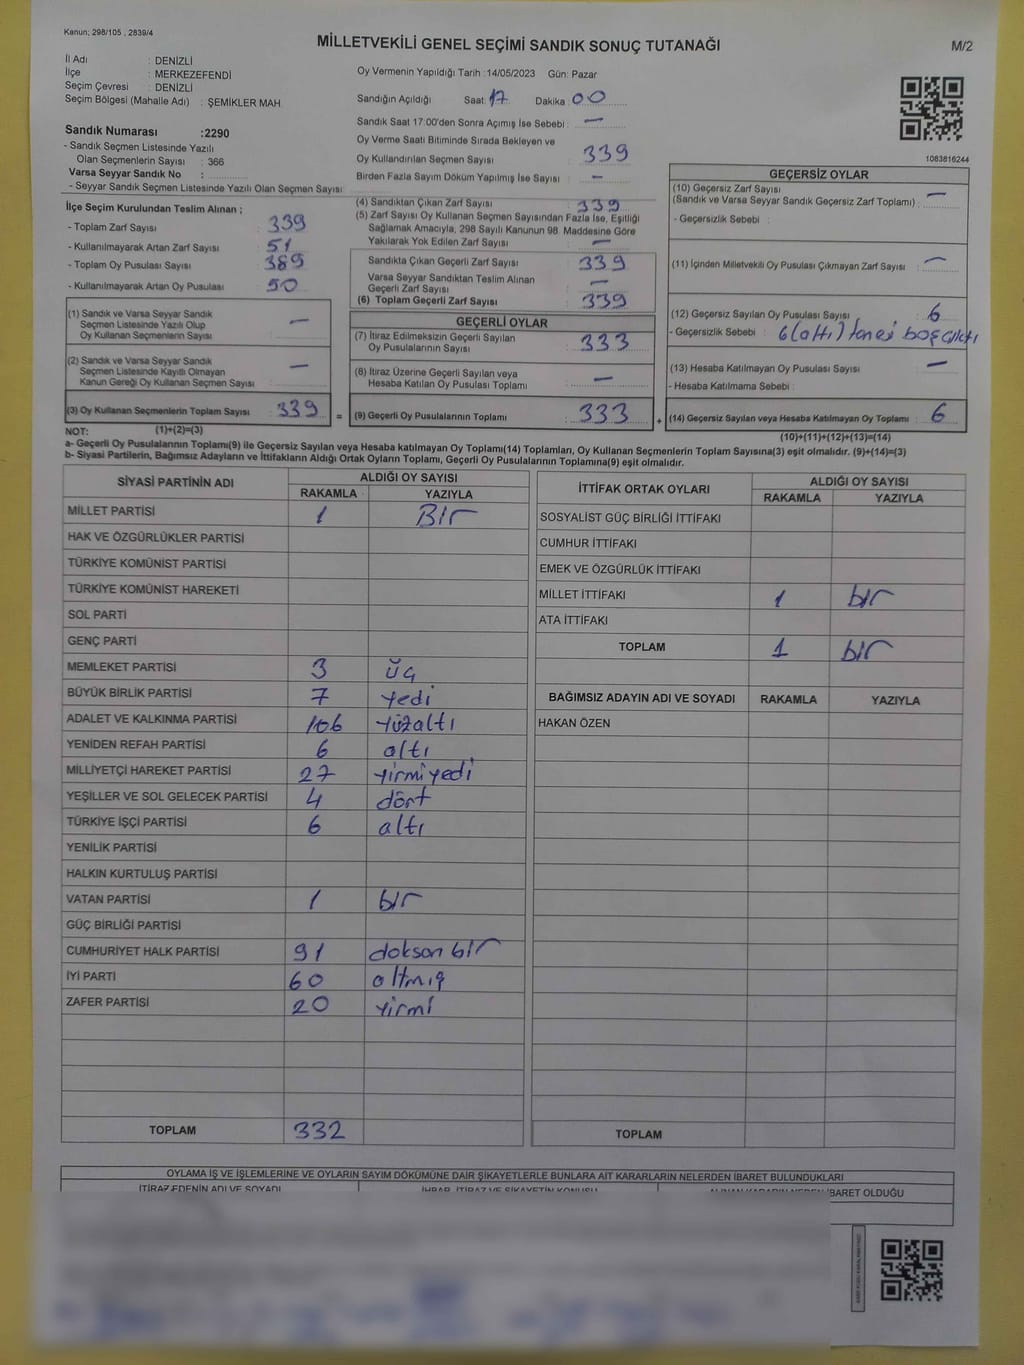 Kanun; 298/105 , 2839/4
MİLLETVEKİLİ GENEL SEÇİMİ SANDIK SONUÇ TUTANAĞI
M/2
İl Adı : DENİZLİ
İlçe : MERKEZEFENDİ
Seçim Çevresi : DENİZLİ
Seçim Bölgesi (Mahalle Adı) : ŞEMİKLER MAH
Sandık Numarası :2290
- Sandık Seçmen Listesinde Yazılı
Olan Seçmenlerin Sayısı : 366
Varsa Seyyar Sandık No :
- Seyyar Sandık Seçmen Listesinde Yazılı Olan Seçmen Sayısı:
Oy Vermenin Yapıldığı Tarih :14/05/2023 Gün: Pazar
Sandığın Açıldığı Saat: 17 Dakika: 00
Sandık Saat 17:00'den Sonra Açımış İse Sebebi : —
Oy Verme Saati Bitiminde Sırada Bekleyen ve
Oy Kullandırılan Seçmen Sayısı : 339
Birden Fazla Sayım Döküm Yapılmış İse Sayısı : —
1083816244
İlçe Seçim Kurulundan Teslim Alınan ;
- Toplam Zarf Sayısı : 339
- Kullanılmayarak Artan Zarf Sayısı : 51
- Toplam Oy Pusulası Sayısı : 389
- Kullanılmayarak Artan Oy Pusulası : 50
(1) Sandık ve Varsa Seyyar Sandık
Seçmen Listesinde Yazılı Olup
Oy Kullanan Seçmenlerin Sayısı : —
(2) Sandık ve Varsa Seyyar Sandık
Seçmen Listesinde Kayıtlı Olmayan
Kanun Gereği Oy Kullanan Seçmen Sayısı : —
(3) Oy Kullanan Seçmenlerin Toplam Sayısı : 339 =
(4) Sandıktan Çıkan Zarf Sayısı : 339
(5) Zarf Sayısı Oy Kullanan Seçmen Sayısından Fazla İse, Eşitliği
Sağlamak Amacıyla, 298 Sayılı Kanunun 98. Maddesine Göre
Yakılarak Yok Edilen Zarf Sayısı : —
Sandıkta Çıkan Geçerli Zarf Sayısı : 339
Varsa Seyyar Sandıktan Teslim Alınan
Geçerli Zarf Sayısı : —
(6) Toplam Geçerli Zarf Sayısı : 339
GEÇERLİ OYLAR
(7) İtiraz Edilmeksizin Geçerli Sayılan
Oy Pusulalarının Sayısı : 333
(8) İtiraz Üzerine Geçerli Sayılan veya
Hesaba Katılan Oy Pusulası Toplamı : —
(9) Geçerli Oy Pusulalarının Toplamı : 333 +
GEÇERSİZ OYLAR
(10) Geçersiz Zarf Sayısı
(Sandık ve Varsa Seyyar Sandık Geçersiz Zarf Toplamı) : —
- Geçersizlik Sebebi :
(11) İçinden Milletvekili Oy Pusulası Çıkmayan Zarf Sayısı : —
(12) Geçersiz Sayılan Oy Pusulası Sayısı : 6
- Geçersizlik Sebebi : 6 (altı) tanesi boş çıktı
(13) Hesaba Katılmayan Oy Pusulası Sayısı : —
- Hesaba Katılmama Sebebi :
(14) Geçersiz Sayılan veya Hesaba Katılmayan Oy Toplamı : 6
NOT: (1)+(2)=(3)
(10)+(11)+(12)+(13)=(14)
a- Geçerli Oy Pusulalarının Toplamı(9) ile Geçersiz Sayılan veya Hesaba katılmayan Oy Toplamı(14) Toplamları, Oy Kullanan Seçmenlerin Toplam Sayısına(3) eşit olmalıdır. (9)+(14)=(3)
b- Siyasi Partilerin, Bağımsız Adayların ve İttifakların Aldığı Ortak Oyların Toplamı, Geçerli Oy Pusulalarının Toplamına(9) eşit olmalıdır.
SİYASİ PARTİNİN ADI ALDIĞI OY SAYISI
RAKAMLA YAZIYLA
MİLLET PARTİSİ 1 Bir
HAK VE ÖZGÜRLÜKLER PARTİSİ
TÜRKİYE KOMÜNİST PARTİSİ
TÜRKİYE KOMÜNİST HAREKETİ
SOL PARTİ
GENÇ PARTİ
MEMLEKET PARTİSİ 3 üç
BÜYÜK BİRLİK PARTİSİ 7 yedi
ADALET VE KALKINMA PARTİSİ 106 yüzaltı
YENİDEN REFAH PARTİSİ 6 altı
MİLLİYETÇİ HAREKET PARTİSİ 27 yirmiyedi
YEŞİLLER VE SOL GELECEK PARTİSİ 4 dört
TÜRKİYE İŞÇİ PARTİSİ 6 altı
YENİLİK PARTİSİ
HALKIN KURTULUŞ PARTİSİ
VATAN PARTİSİ 1 bir
GÜÇ BİRLİĞİ PARTİSİ
CUMHURİYET HALK PARTİSİ 91 doksan bir
İYİ PARTİ 60 altmış
ZAFER PARTİSİ 20 yirmi
TOPLAM 332
İTTİFAK ORTAK OYLARI ALDIĞI OY SAYISI
RAKAMLA YAZIYLA
SOSYALİST GÜÇ BİRLİĞİ İTTİFAKI
CUMHUR İTTİFAKI
EMEK VE ÖZGÜRLÜK İTTİFAKI
MİLLET İTTİFAKI 1 bir
ATA İTTİFAKI
TOPLAM 1 bir
BAĞIMSIZ ADAYIN ADI VE SOYADI RAKAMLA YAZIYLA
HAKAN ÖZEN
TOPLAM
OYLAMA İŞ VE İŞLEMLERİNE VE OYLARIN SAYIM DÖKÜMÜNE DAİR ŞİKAYETLERLE BUNLARA AİT KARARLARIN NELERDEN İBARET BULUNDUKLARI
İTİRAZ EDENİN ADI VE SOYADI İHBAR, İTİRAZ VE ŞİKAYETİN KONUSU ALINAN KARARIN NEDEN İBARET OLDUĞU